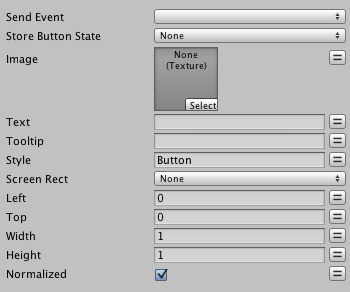 Send Event
Store Button State None
Image None
(Texture)
Select
Text
Tooltip
Style Button
Screen Rect None
Left 0
Top 0
Width 1
Height 1
Normalized